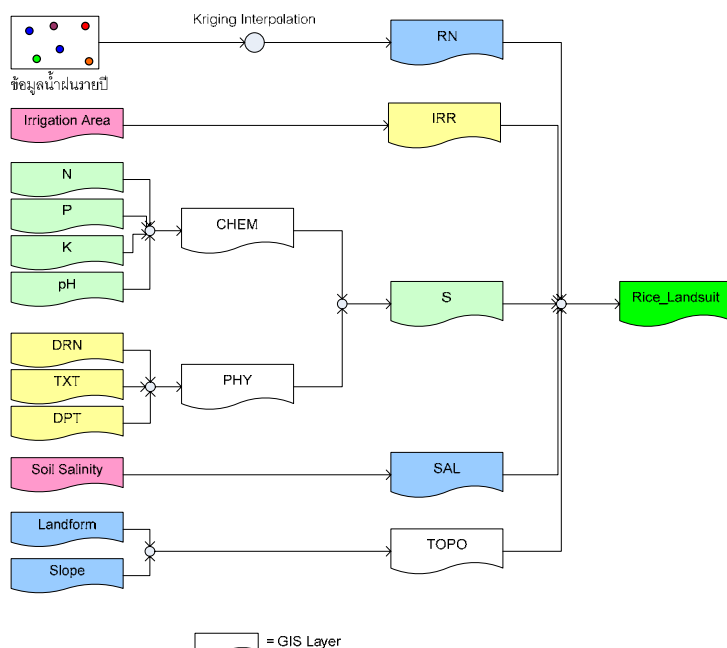 Kriging Interpolation
RN
ข้อมูลน้ำฝนรายปี
Irrigation Area
IRR
N
P
K
pH
CHEM
S
Rice_Landsuit
DRN
TXT
DPT
PHY
Soil Salinity
SAL
Landform
Slope
TOPO
= GIS Layer